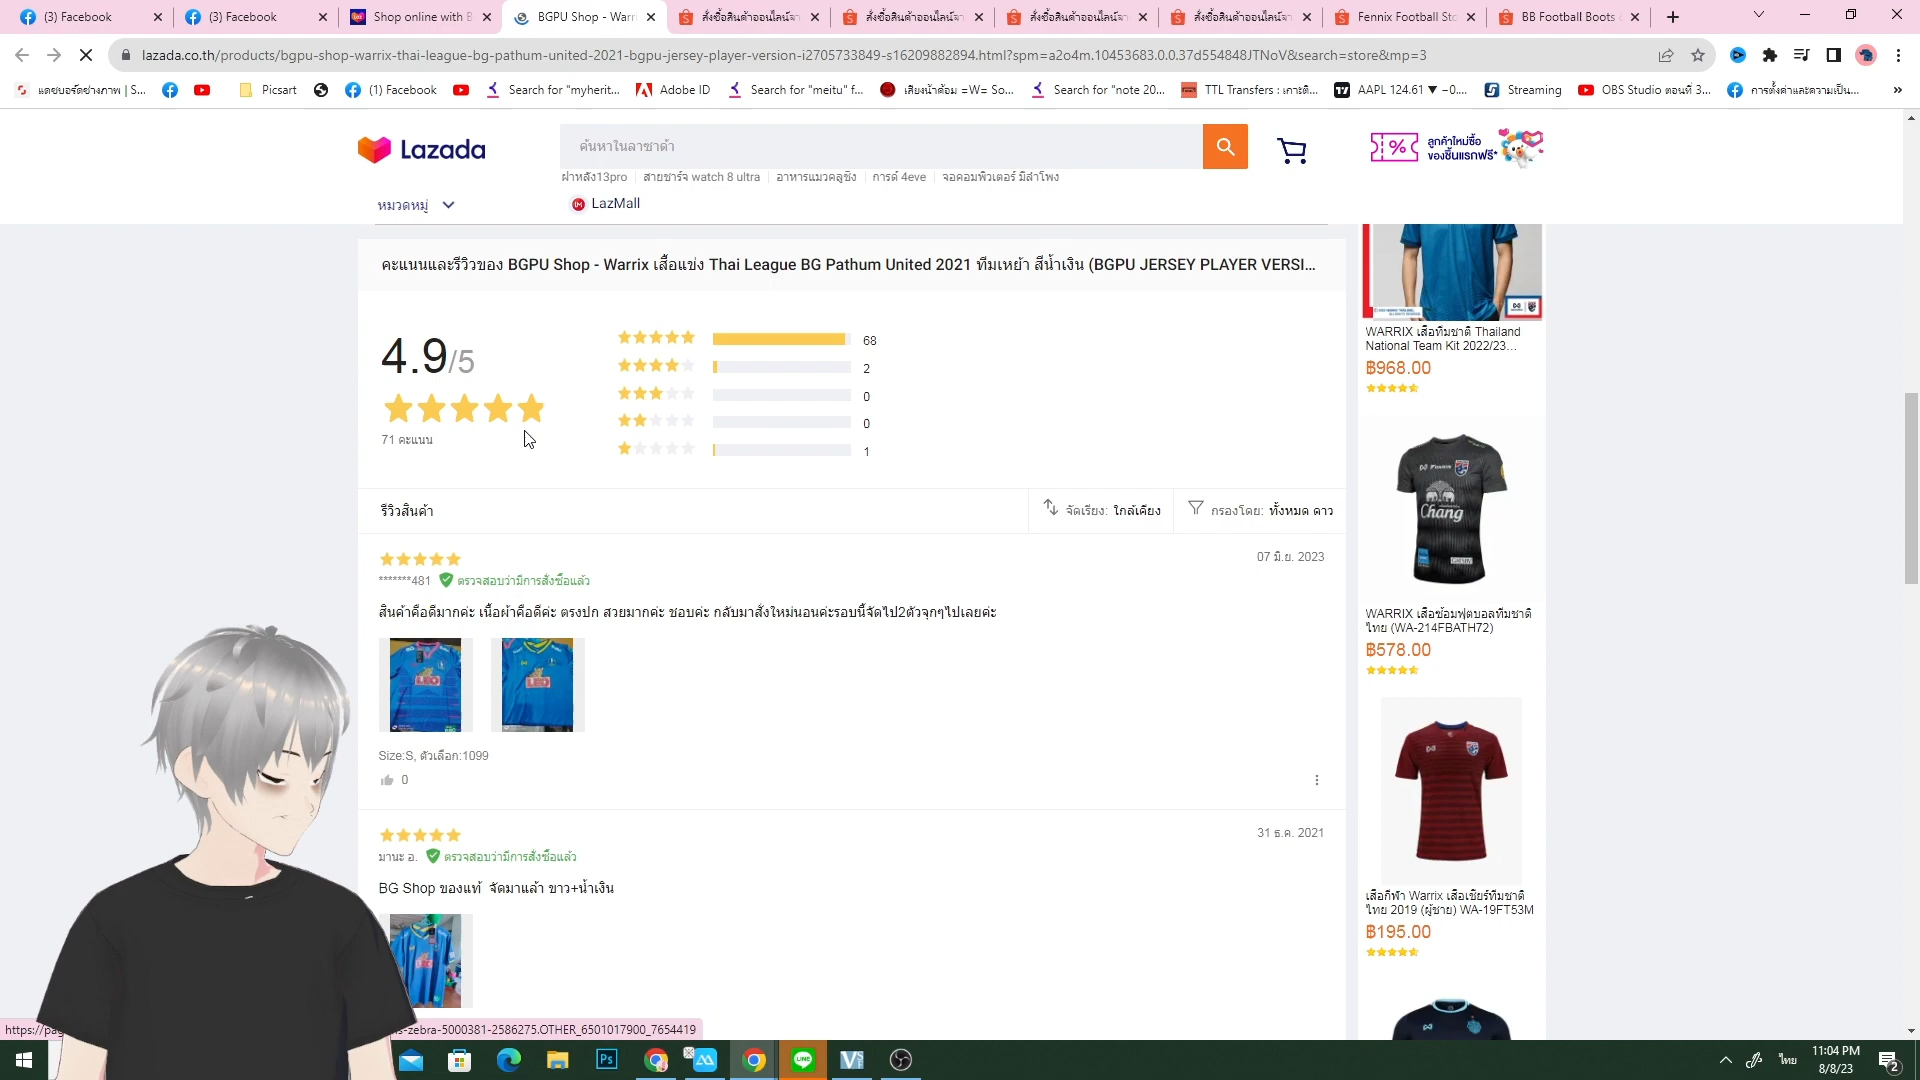 (3) Facebook
(3) Facebook
Shop online with B
BGPU Shop - Warri
สั่งซื้อสินค้าออนไลน์จา
สั่งซื้อสินค้าออนไลน์จา
สั่งซื้อสินค้าออนไลน์จา
สั่งซื้อสินค้าออนไลน์จา
Fennix Football Sto
BB Football Boots
lazada.co.th/products/bgpu-shop-warrix-thai-league-bg-pathum-united-2021-bgpu-jersey-player-version-i2705733849-s16209882894.html?spm=a2o4m.10453683.0.0.37d554848JTNoV&search=store&mp=3
แดชบอร์ดช่างภาพ | S...
Picsart
(1) Facebook
Search for "myherit...
Adobe ID
Search for "meitu" f...
เสียงน้ำด้อม =W= So...
Search for "note 20...
TTL Transfers : เกาะติ...
AAPL 124.61 ▼ −0....
Streaming
OBS Studio ตอนที่ 3...
การตั้งค่าและความเป็น...
»
Lazada
ค้นหาในลาซาด้า
ลูกค้าใหม่ซื้อ
ของชิ้นแรกฟรี*
ฝาหลัง13pro
สายชาร์จ watch 8 ultra
อาหารแมวคลูซิ่ง
การด์ 4eve
จอคอมพิวเตอร์ มีลำโพง
หมวดหมู่
LazMall
คะแนนและรีวิวของ BGPU Shop - Warrix เสื้อแข่ง Thai League BG Pathum United 2021 ทีมเหย้า สีน้ำเงิน (BGPU JERSEY PLAYER VERSI...
4.9/5
71 คะแนน
68
2
0
0
1
รีวิวสินค้า
จัดเรียง: ใกล้เคียง
กรองโดย: ทั้งหมด ดาว
07 มิ.ย. 2023
*******481
ตรวจสอบว่ามีการสั่งซื้อแล้ว
สินค้าคือดีมากค่ะ เนื้อผ้าคือดีค่ะ ตรงปก สวยมากค่ะ ชอบค่ะ กลับมาสั่งใหม่นอนค่ะรอบนี้จัดไป2ตัวจุกๆไปเลยค่ะ
LEO
LEO
Size:S, ตัวเลือก:1099
0
31 ธ.ค. 2021
มานะ อ.
ตรวจสอบว่ามีการสั่งซื้อแล้ว
BG Shop ของแท้ จัดมาแล้ว ขาว+น้ำเงิน
WARRIX เสื้อทีมชาติ Thailand
National Team Kit 2022/23...
฿968.00
Chang
WARRIX เสื้อซ้อมฟุตบอลทีมชาติ
ไทย (WA-214FBATH72)
฿578.00
เสื้อกีฬา Warrix เสื้อเชียร์ทีมชาติ
ไทย 2019 (ผู้ชาย) WA-19FT53M
฿195.00
https://pag
s-zebra-5000381-2586275.OTHER_6501017900_7654419
Ps
LINE
ไทย
11:04 PM
8/8/23
2